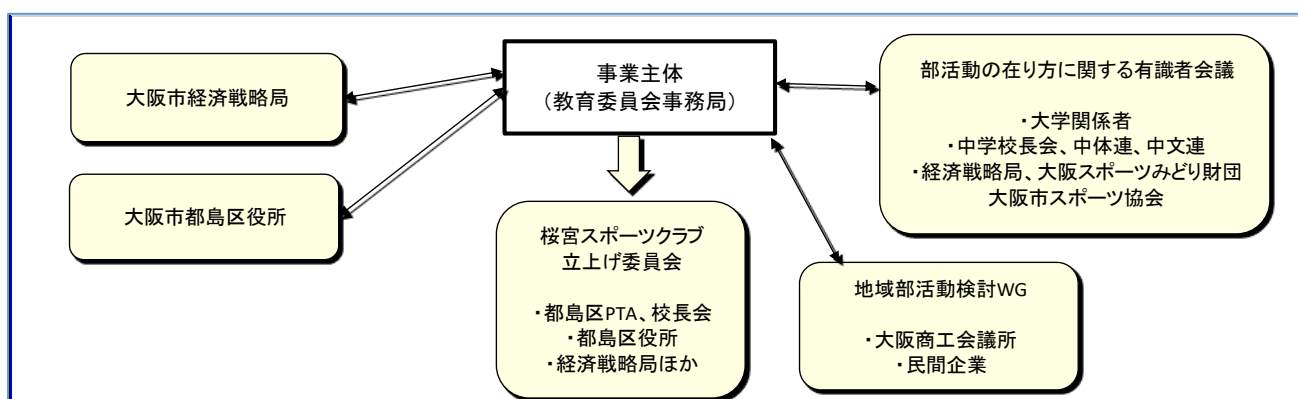 大阪市経済戦略局
大阪市都島区役所
事業主体
（教育委員会事務局）
桜宮スポーツクラブ
立上げ委員会
・都島区PTA、校長会
・都島区役所
・経済戦略局ほか
部活動の在り方に関する有識者会議
・大学関係者
・中学校長会、中体連、中文連
・経済戦略局、大阪スポーツみどり財団
大阪市スポーツ協会
地域部活動検討WG
・大阪商工会議所
・民間企業